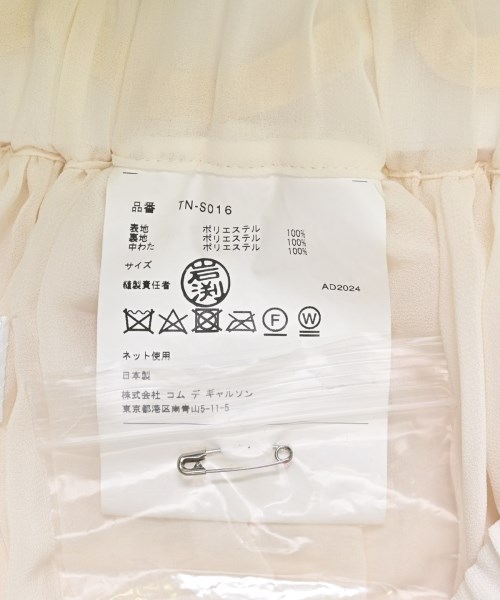 品番 TN-S016
表地 ポリエステル 100%
裏地 ポリエステル 100%
中わた ポリエステル 100%
サイズ
縫製責任者 岩渕
AD2024
F W
ネット使用
日本製
株式会社 コム デ ギャルソン
東京都港区南青山5-11-5